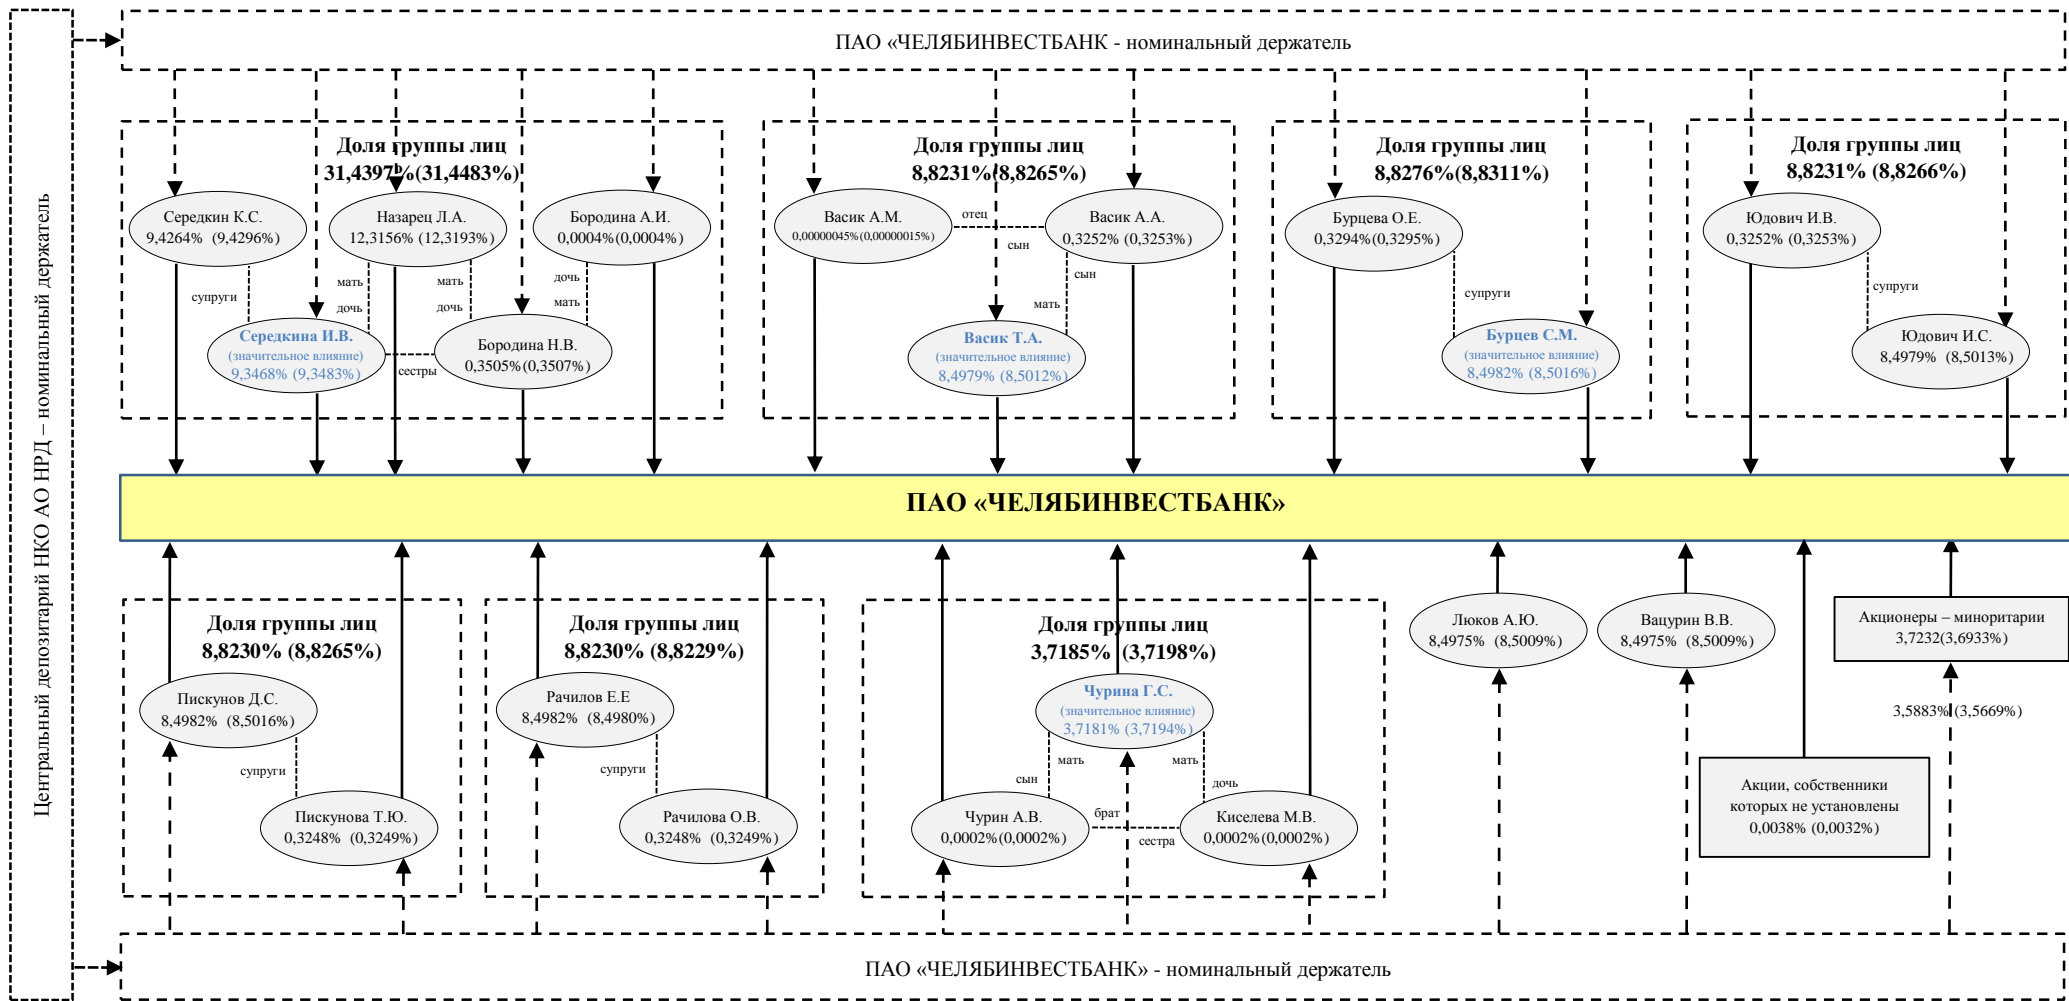 Центральный депозитарий НКО АО НРД – номинальный держатель
ПАО «ЧЕЛЯБИНВЕСТБАНК - номинальный держатель
Доля группы лиц
31,4397%(31,4483%)
Середкин К.С.
9,4264% (9,4296%)
Назарец Л.А.
12,3156% (12,3193%)
Бородина А.И.
0,0004%(0,0004%)
супруги
мать
дочь
мать
дочь
дочь
мать
Середкина И.В.
(значительное влияние)
9,3468% (9,3483%)
сестры
Бородина Н.В.
0,3505%(0,3507%)
Доля группы лиц
8,8231%(8,8265%)
Васик А.М.
0,00000045%(0,00000015%)
отец
сын
Васик А.А.
0,3252% (0,3253%)
сын
мать
Васик Т.А.
(значительное влияние)
8,4979% (8,5012%)
Доля группы лиц
8,8276%(8,8311%)
Бурцева О.Е.
0,3294%(0,3295%)
супруги
Бурцев С.М.
(значительное влияние)
8,4982% (8,5016%)
Доля группы лиц
8,8231% (8,8266%)
Юдович И.В.
0,3252% (0,3253%)
супруги
Юдович И.С.
8,4979% (8,5013%)
ПАО «ЧЕЛЯБИНВЕСТБАНК»
Доля группы лиц
8,8230% (8,8265%)
Пискунов Д.С.
8,4982% (8,5016%)
супруги
Пискунова Т.Ю.
0,3248% (0,3249%)
Доля группы лиц
8,8230% (8,8229%)
Рачилов Е.Е
8,4982% (8,4980%)
супруги
Рачилова О.В.
0,3248% (0,3249%)
Доля группы лиц
3,7185% (3,7198%)
Чурина Г.С.
(значительное влияние)
3,7181% (3,7194%)
мать
сын
мать
дочь
Чурин А.В.
0,0002%(0,0002%)
брат
сестра
Киселева М.В.
0,0002%(0,0002%)
Люков А.Ю.
8,4975% (8,5009%)
Вацурин В.В.
8,4975% (8,5009%)
Акционеры – миноритарии
3,7232(3,6933%)
3,5883% (3,5669%)
Акции, собственники
которых не установлены
0,0038% (0,0032%)
ПАО «ЧЕЛЯБИНВЕСТБАНК» - номинальный держатель